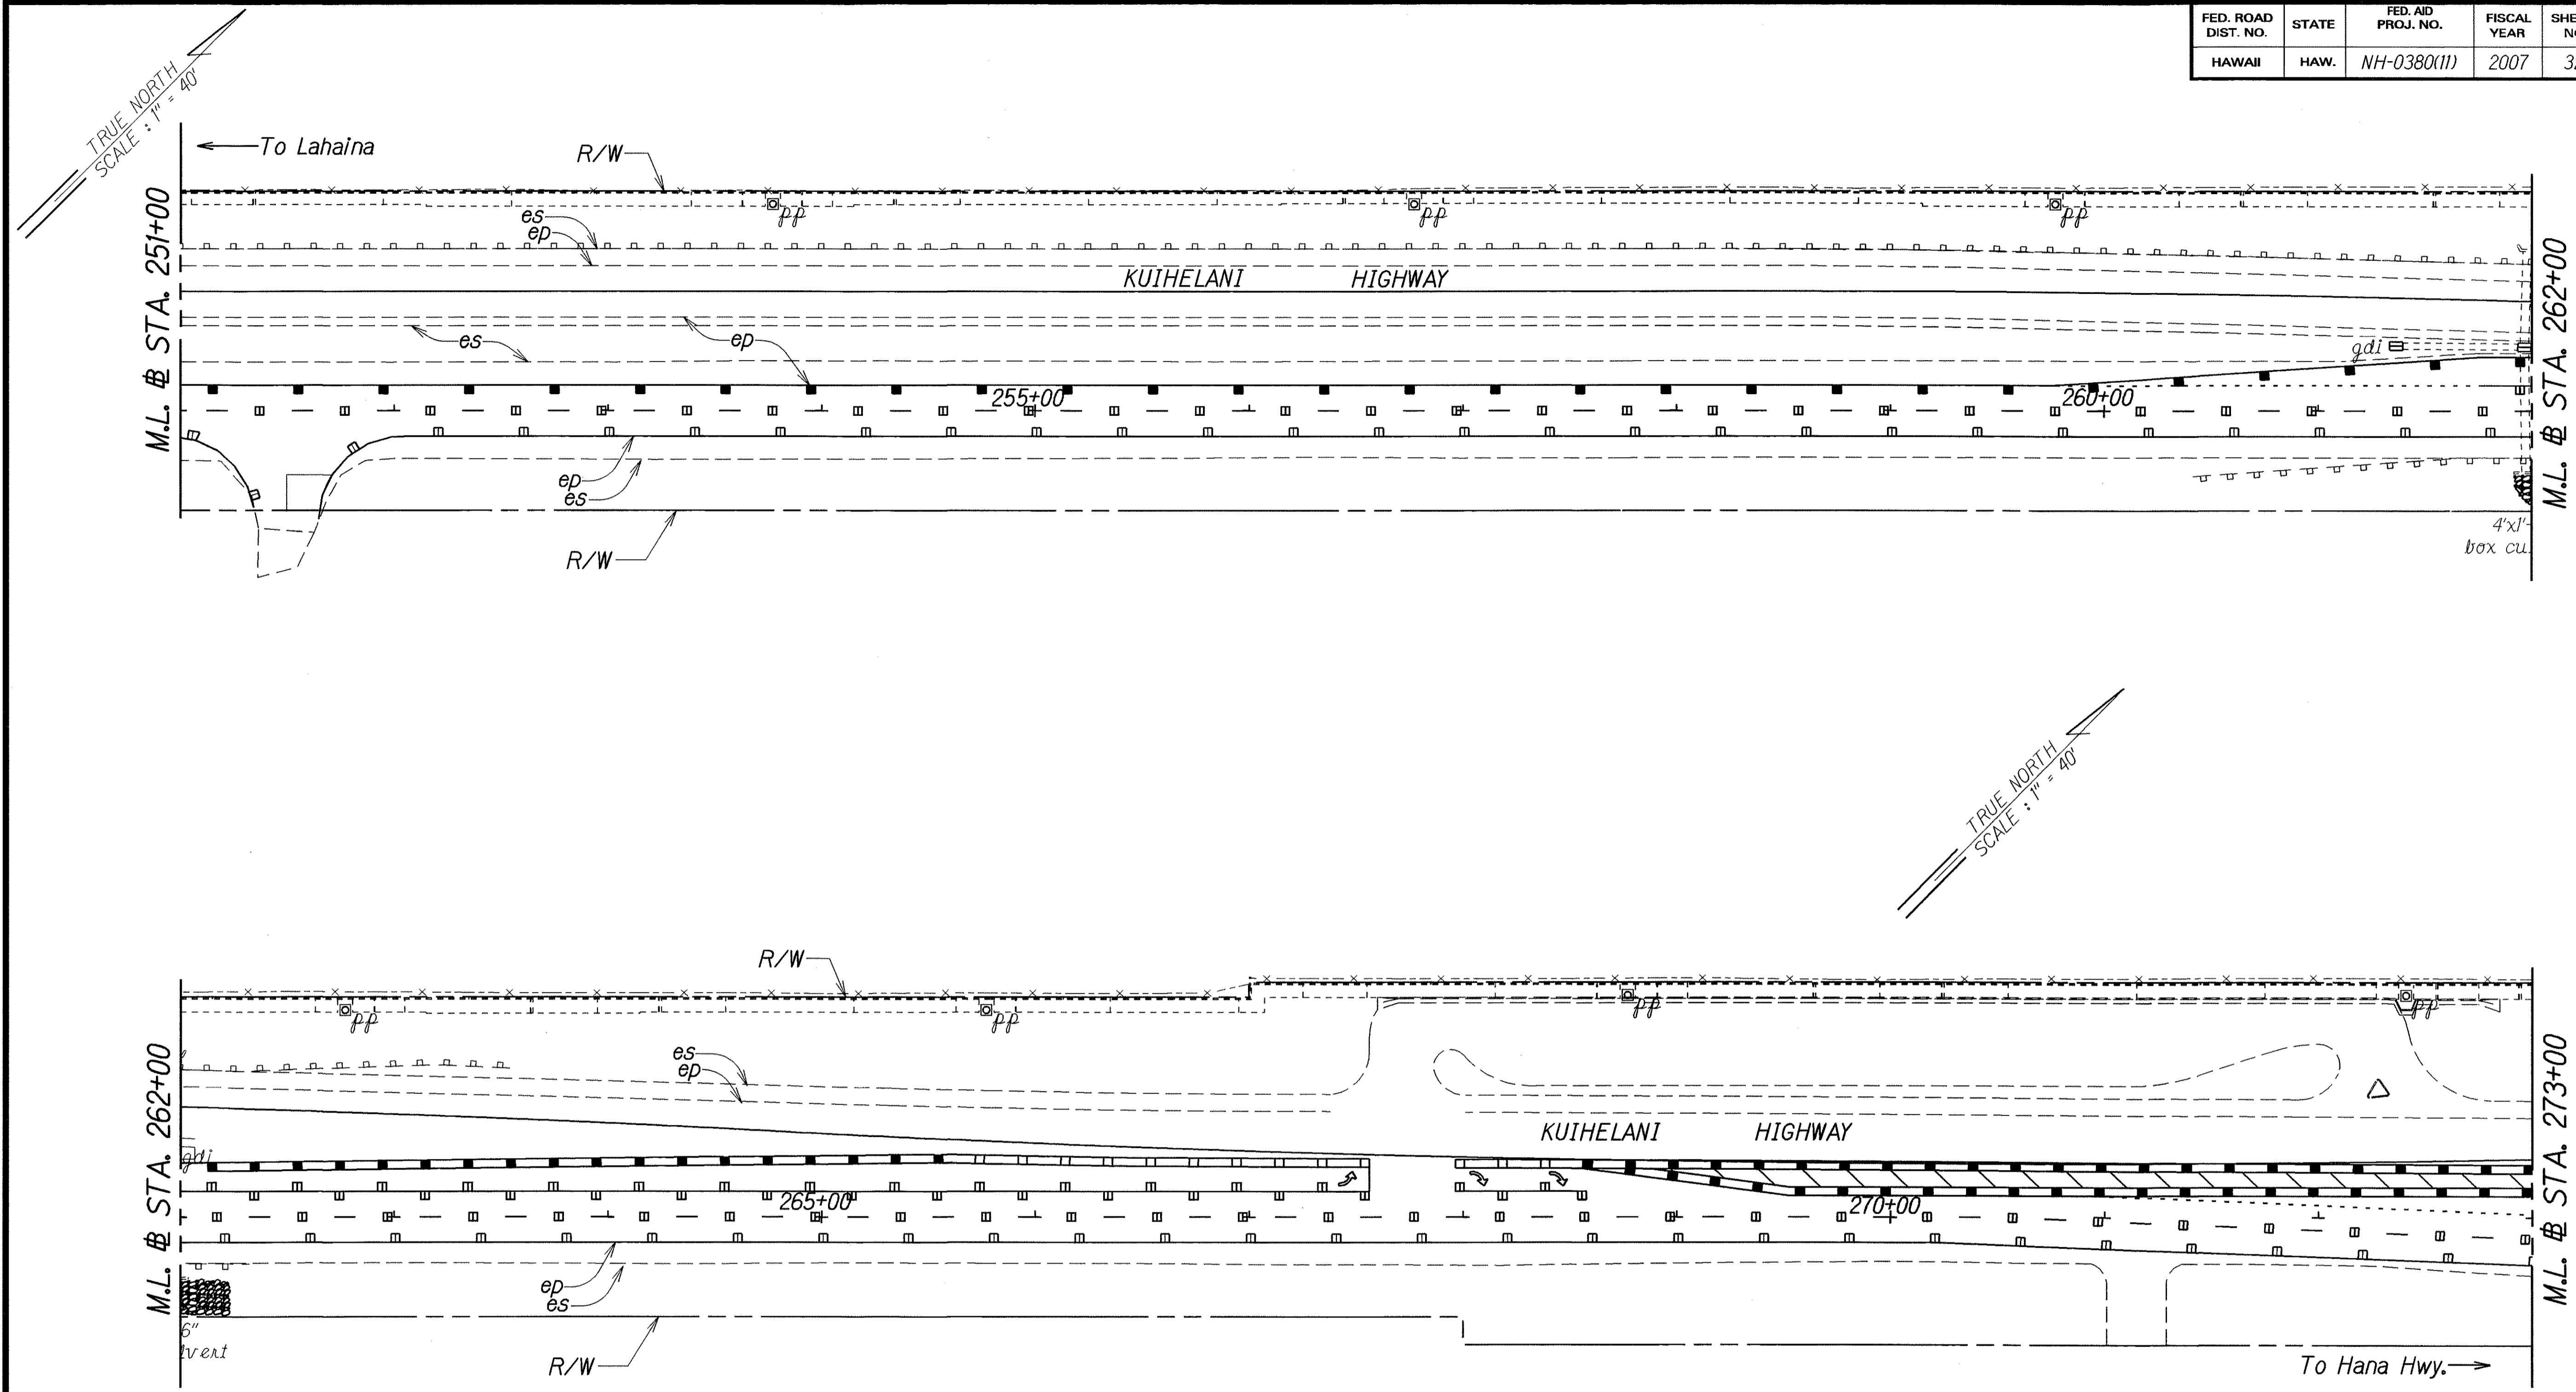 FED. ROAD DIST. NO. STATE FED. AID PROJ. NO. FISCAL YEAR
HAWAII HAW. NH-0380(11) 2007
TRUE NORTH
SCALE : 1" = 40'
To Lahaina
R/W
pp pp pp
es
ep
M.L. ⅊ STA. 251+00
KUIHELANI HIGHWAY
M.L. ⅊ STA. 262+00
es
ep
gdi
255+00
260+00
ep
es
R/W
4'x1'-
box cu
TRUE NORTH
SCALE : 1" = 40'
R/W
pp pp pp pp
es
ep
M.L. ⅊ STA. 262+00
KUIHELANI HIGHWAY
M.L. ⅊ STA. 273+00
gdi
265+00
270+00
ep
es
6"
lvert
R/W
To Hana Hwy.